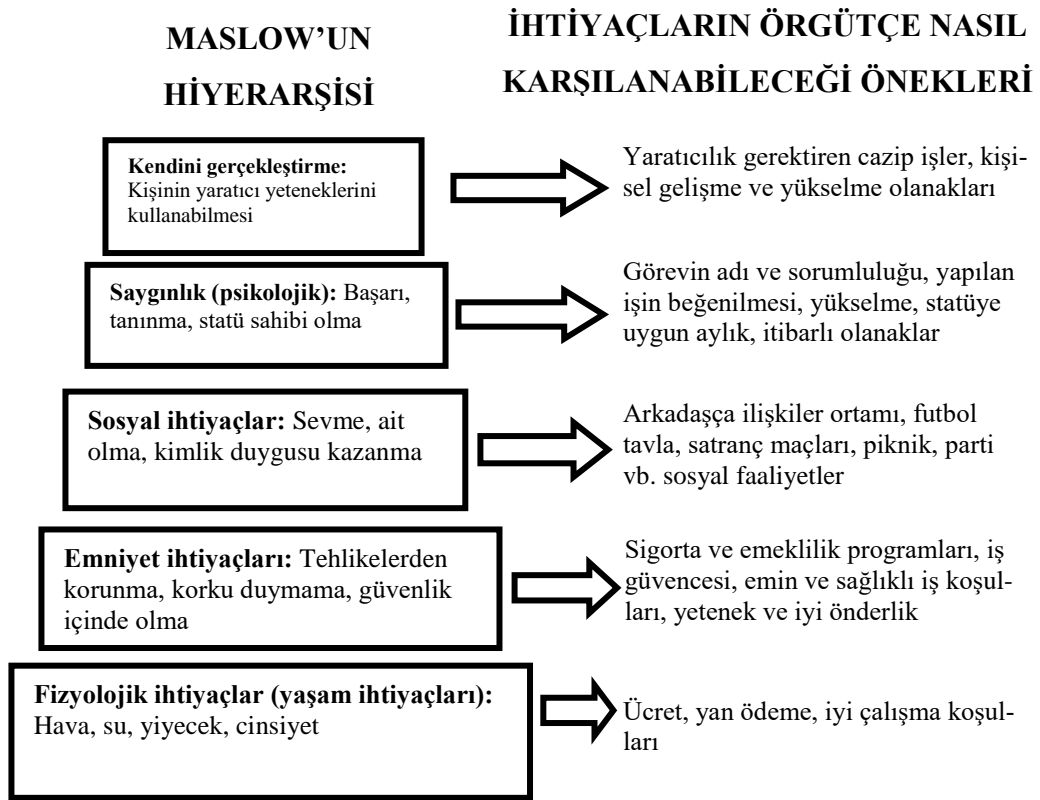 MASLOW’UN
HİYERARŞİSİ
İHTİYAÇLARIN ÖRGÜTÇE NASIL
KARŞILANABİLECEĞİ ÖNEKLERİ
Kendini gerçekleştirme:
Kişinin yaratıcı yeteneklerini
kullanabilmesi
Yaratıcılık gerektiren cazip işler, kişi-
sel gelişme ve yükselme olanakları
Saygınlık (psikolojik): Başarı,
tanınma, statü sahibi olma
Görevin adı ve sorumluluğu, yapılan
işin beğenilmesi, yükselme, statüye
uygun aylık, itibarlı olanaklar
Sosyal ihtiyaçlar: Sevme, ait
olma, kimlik duygusu kazanma
Arkadaşça ilişkiler ortamı, futbol
tavla, satranç maçları, piknik, parti
vb. sosyal faaliyetler
Emniyet ihtiyaçları: Tehlikelerden
korunma, korku duymama, güvenlik
içinde olma
Sigorta ve emeklilik programları, iş
güvencesi, emin ve sağlıklı iş koşul-
ları, yetenek ve iyi önderlik
Fizyolojik ihtiyaçlar (yaşam ihtiyaçları):
Hava, su, yiyecek, cinsiyet
Ücret, yan ödeme, iyi çalışma koşul-
ları